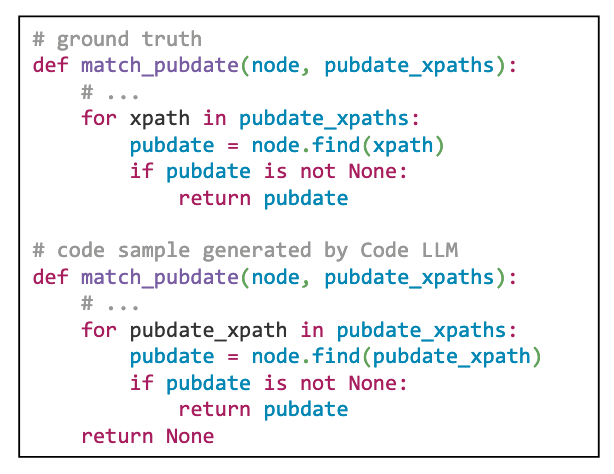 # ground truth
def match_pubdate(node, pubdate_xpaths):
    # ...
    for xpath in pubdate_xpaths:
        pubdate = node.find(xpath)
        if pubdate is not None:
            return pubdate
# code sample generated by Code LLM
def match_pubdate(node, pubdate_xpaths):
    # ...
    for pubdate_xpath in pubdate_xpaths:
        pubdate = node.find(pubdate_xpath)
        if pubdate is not None:
            return pubdate
    return None